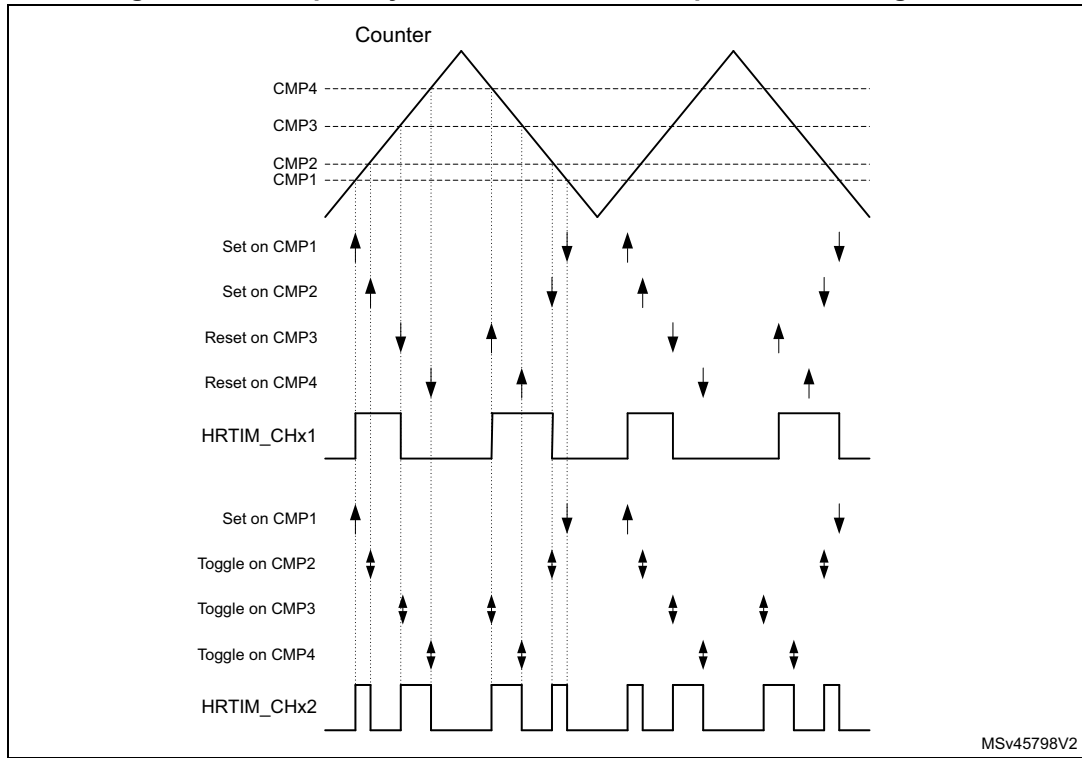 Counter
CMP4
CMP3
CMP2
CMP1
Set on CMP1
Set on CMP2
Reset on CMP3
Reset on CMP4
HRTIM_CHx1
Set on CMP1
Toggle on CMP2
Toggle on CMP3
Toggle on CMP4
HRTIM_CHx2
MSv45798V2